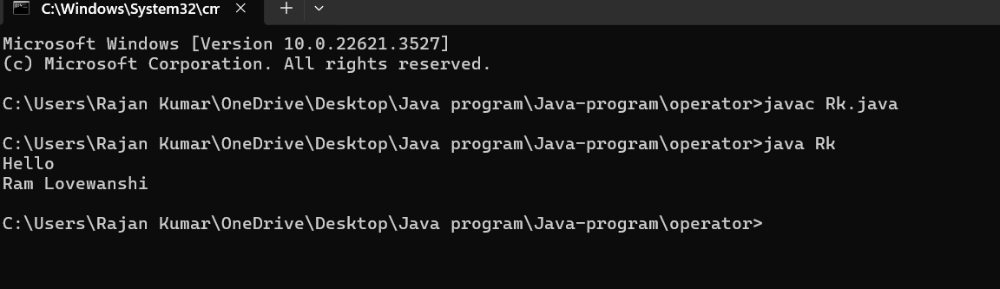 C:\Windows\System32\cm
Microsoft Windows [Version 10.0.22621.3527]
(c) Microsoft Corporation. All rights reserved.
C:\Users\Rajan Kumar\OneDrive\Desktop\Java program\Java-program\operator>javac Rk.java
C:\Users\Rajan Kumar\OneDrive\Desktop\Java program\Java-program\operator>java Rk
Hello
Ram Lovewanshi
C:\Users\Rajan Kumar\OneDrive\Desktop\Java program\Java-program\operator>